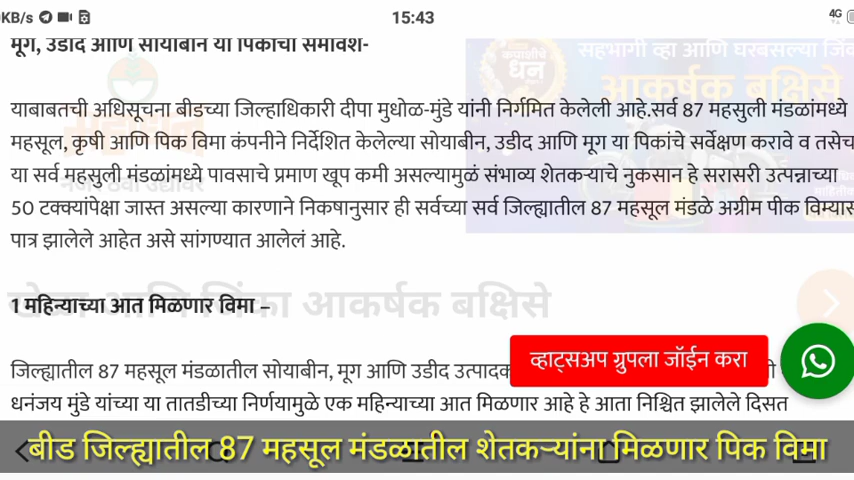 KB/s
15:43
4G
मूग, उडीद आणि सोयाबीन या पिकांचा समावेश-
सहभागी व्हा आणि घरबसल्या जिं
धन
आकर्षक बक्षिसे
याबाबतची अधिसूचना बीडच्या जिल्हाधिकारी दीपा मुधोळ-मुंडे यांनी निर्गमित केलेली आहे.सर्व 87 महसुली मंडळांमध्ये
महसूल, कृषी आणि पिक विमा कंपनीने निर्देशित केलेल्या सोयाबीन, उडीद आणि मूग या पिकांचे सर्वेक्षण करावे व तसेच
या सर्व महसुली मंडळांमध्ये पावसाचे प्रमाण खूप कमी असल्यामुळं संभाव्य शेतकऱ्याचे नुकसान हे सरासरी उत्पन्नाच्या
50 टक्क्यांपेक्षा जास्त असल्या कारणाने निकषानुसार ही सर्वच्या सर्व जिल्ह्यातील 87 महसूल मंडळे अग्रीम पीक विम्यास
पात्र झालेले आहेत असे सांगण्यात आलेलं आहे.
खेळा आणि जिंका आकर्षक बक्षिसे
1 महिन्याच्या आत मिळणार विमा –
व्हाट्सअप ग्रुपला जॉईन करा
जिल्ह्यातील 87 महसूल मंडळातील सोयाबीन, मूग आणि उडीद
धनंजय मुंडे यांच्या या तातडीच्या निर्णयामुळे एक महिन्याच्या आत मिळणार आहे हे आता निश्चित झालेले दिसत
बीड जिल्ह्यातील 87 महसूल मंडळातील शेतकऱ्यांना मिळणार पिक विमा